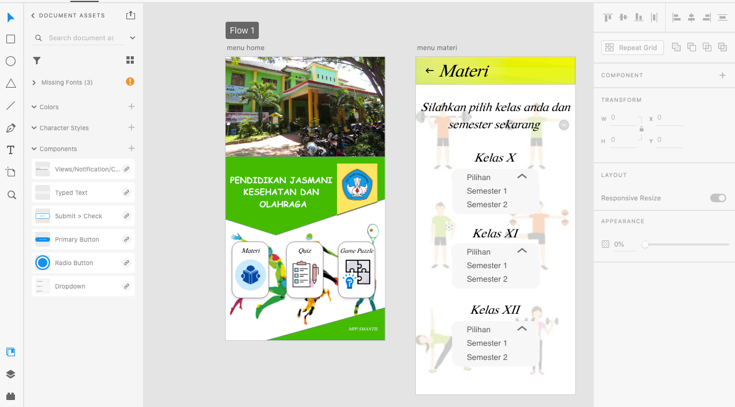 DOCUMENT ASSETS
Search document as
Missing Fonts (3)
Colors
Character Styles
Components
Views/Notification/C...
Typed Text
Submit > Check
Primary Button
Radio Button
Dropdown
Flow 1
menu home
PENDIDIKAN JASMANI
KESEHATAN DAN
OLAHRAGA
Materi
Quiz
Game Puzzle
MPP SMANTIL
menu materi
Materi
Silahkan pilih kelas anda dan
semester sekarang
Kelas X
Pilihan
Semester 1
Semester 2
Kelas XI
Pilihan
Semester 1
Semester 2
Kelas XII
Pilihan
Semester 1
Semester 2
Repeat Grid
COMPONENT
TRANSFORM
W 0 X 0
H 0 Y 0
LAYOUT
Responsive Resize
APPEARANCE
0%